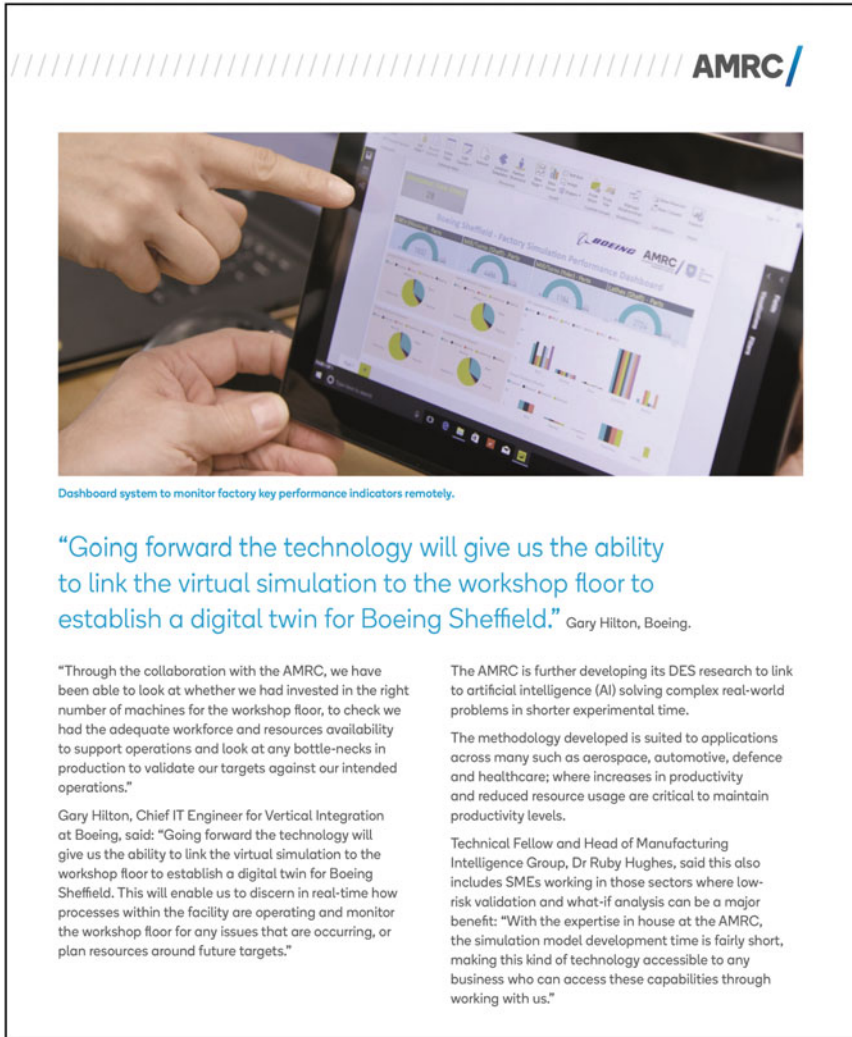 AMRC
Boeing Sheffield - Factory Simulation Performance Dashboard
BOEING
AMRC
Dashboard system to monitor factory key performance indicators remotely.
“Going forward the technology will give us the ability
to link the virtual simulation to the workshop floor to
establish a digital twin for Boeing Sheffield.” Gary Hilton, Boeing.
“Through the collaboration with the AMRC, we have
been able to look at whether we had invested in the right
number of machines for the workshop floor, to check we
had the adequate workforce and resources availability
to support operations and look at any bottle-necks in
production to validate our targets against our intended
operations.”
Gary Hilton, Chief IT Engineer for Vertical Integration
at Boeing, said: “Going forward the technology will
give us the ability to link the virtual simulation to the
workshop floor to establish a digital twin for Boeing
Sheffield. This will enable us to discern in real-time how
processes within the facility are operating and monitor
the workshop floor for any issues that are occurring, or
plan resources around future targets.”
The AMRC is further developing its DES research to link
to artificial intelligence (AI) solving complex real-world
problems in shorter experimental time.
The methodology developed is suited to applications
across many such as aerospace, automotive, defence
and healthcare; where increases in productivity
and reduced resource usage are critical to maintain
productivity levels.
Technical Fellow and Head of Manufacturing
Intelligence Group, Dr Ruby Hughes, said this also
includes SMEs working in those sectors where low-
risk validation and what-if analysis can be a major
benefit: “With the expertise in house at the AMRC,
the simulation model development time is fairly short,
making this kind of technology accessible to any
business who can access these capabilities through
working with us.”